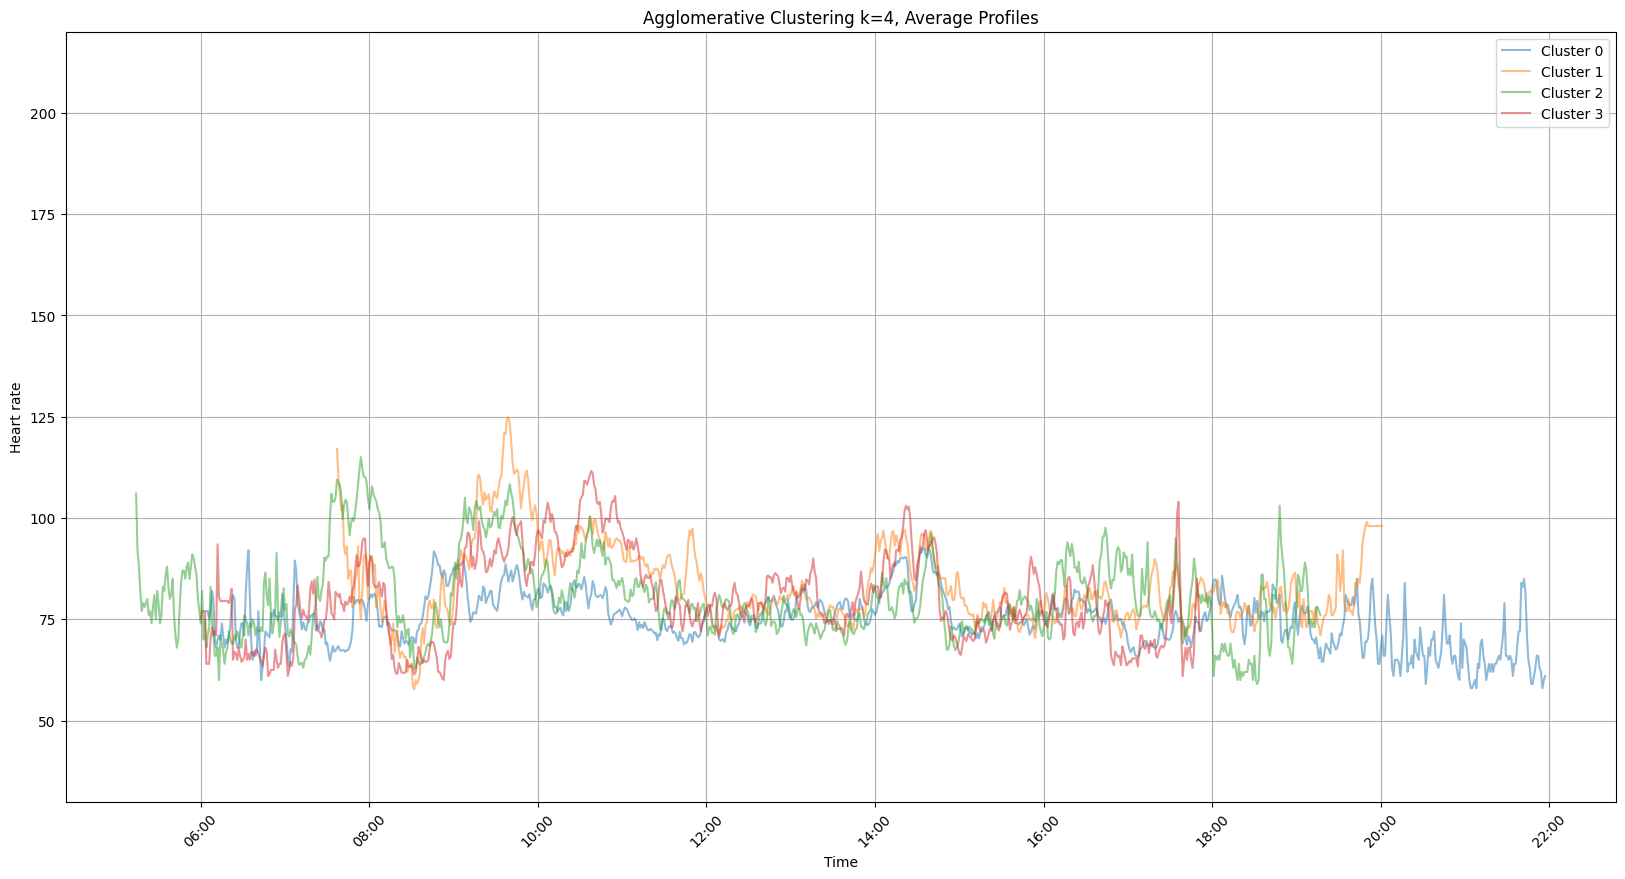 Agglomerative Clustering k=4, Average Profiles
Cluster 0
Cluster 1
Cluster 2
Cluster 3
Heart rate
200
175
150
125
100
75
50
06:00
08:00
10:00
12:00
14:00
16:00
18:00
20:00
22:00
Time